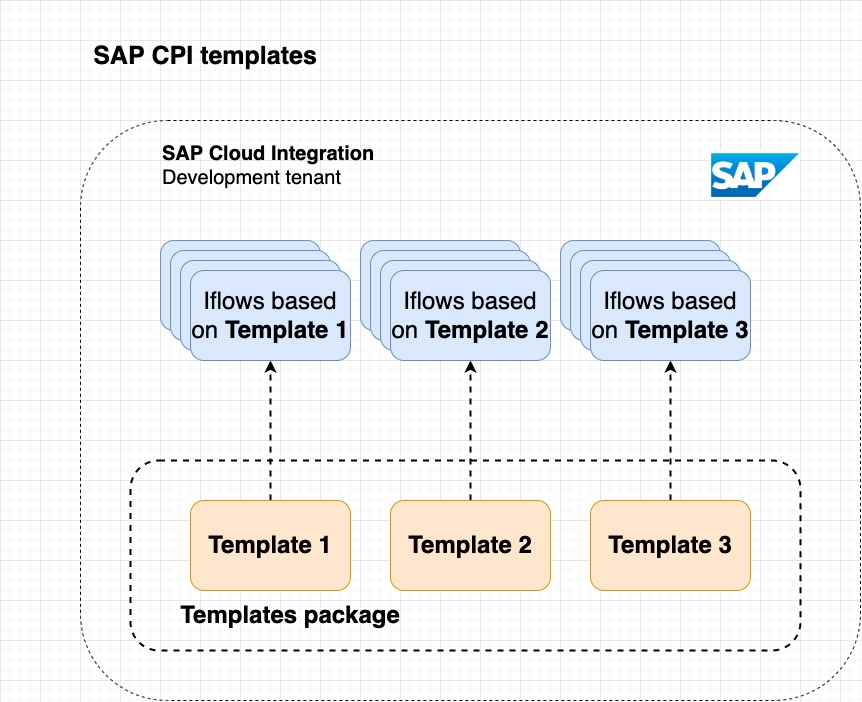 SAP CPI templates
SAP Cloud Integration
Development tenant
SAP
Iflows based
on Template 1
Iflows based
on Template 2
Iflows based
on Template 3
Template 1
Template 2
Template 3
Templates package